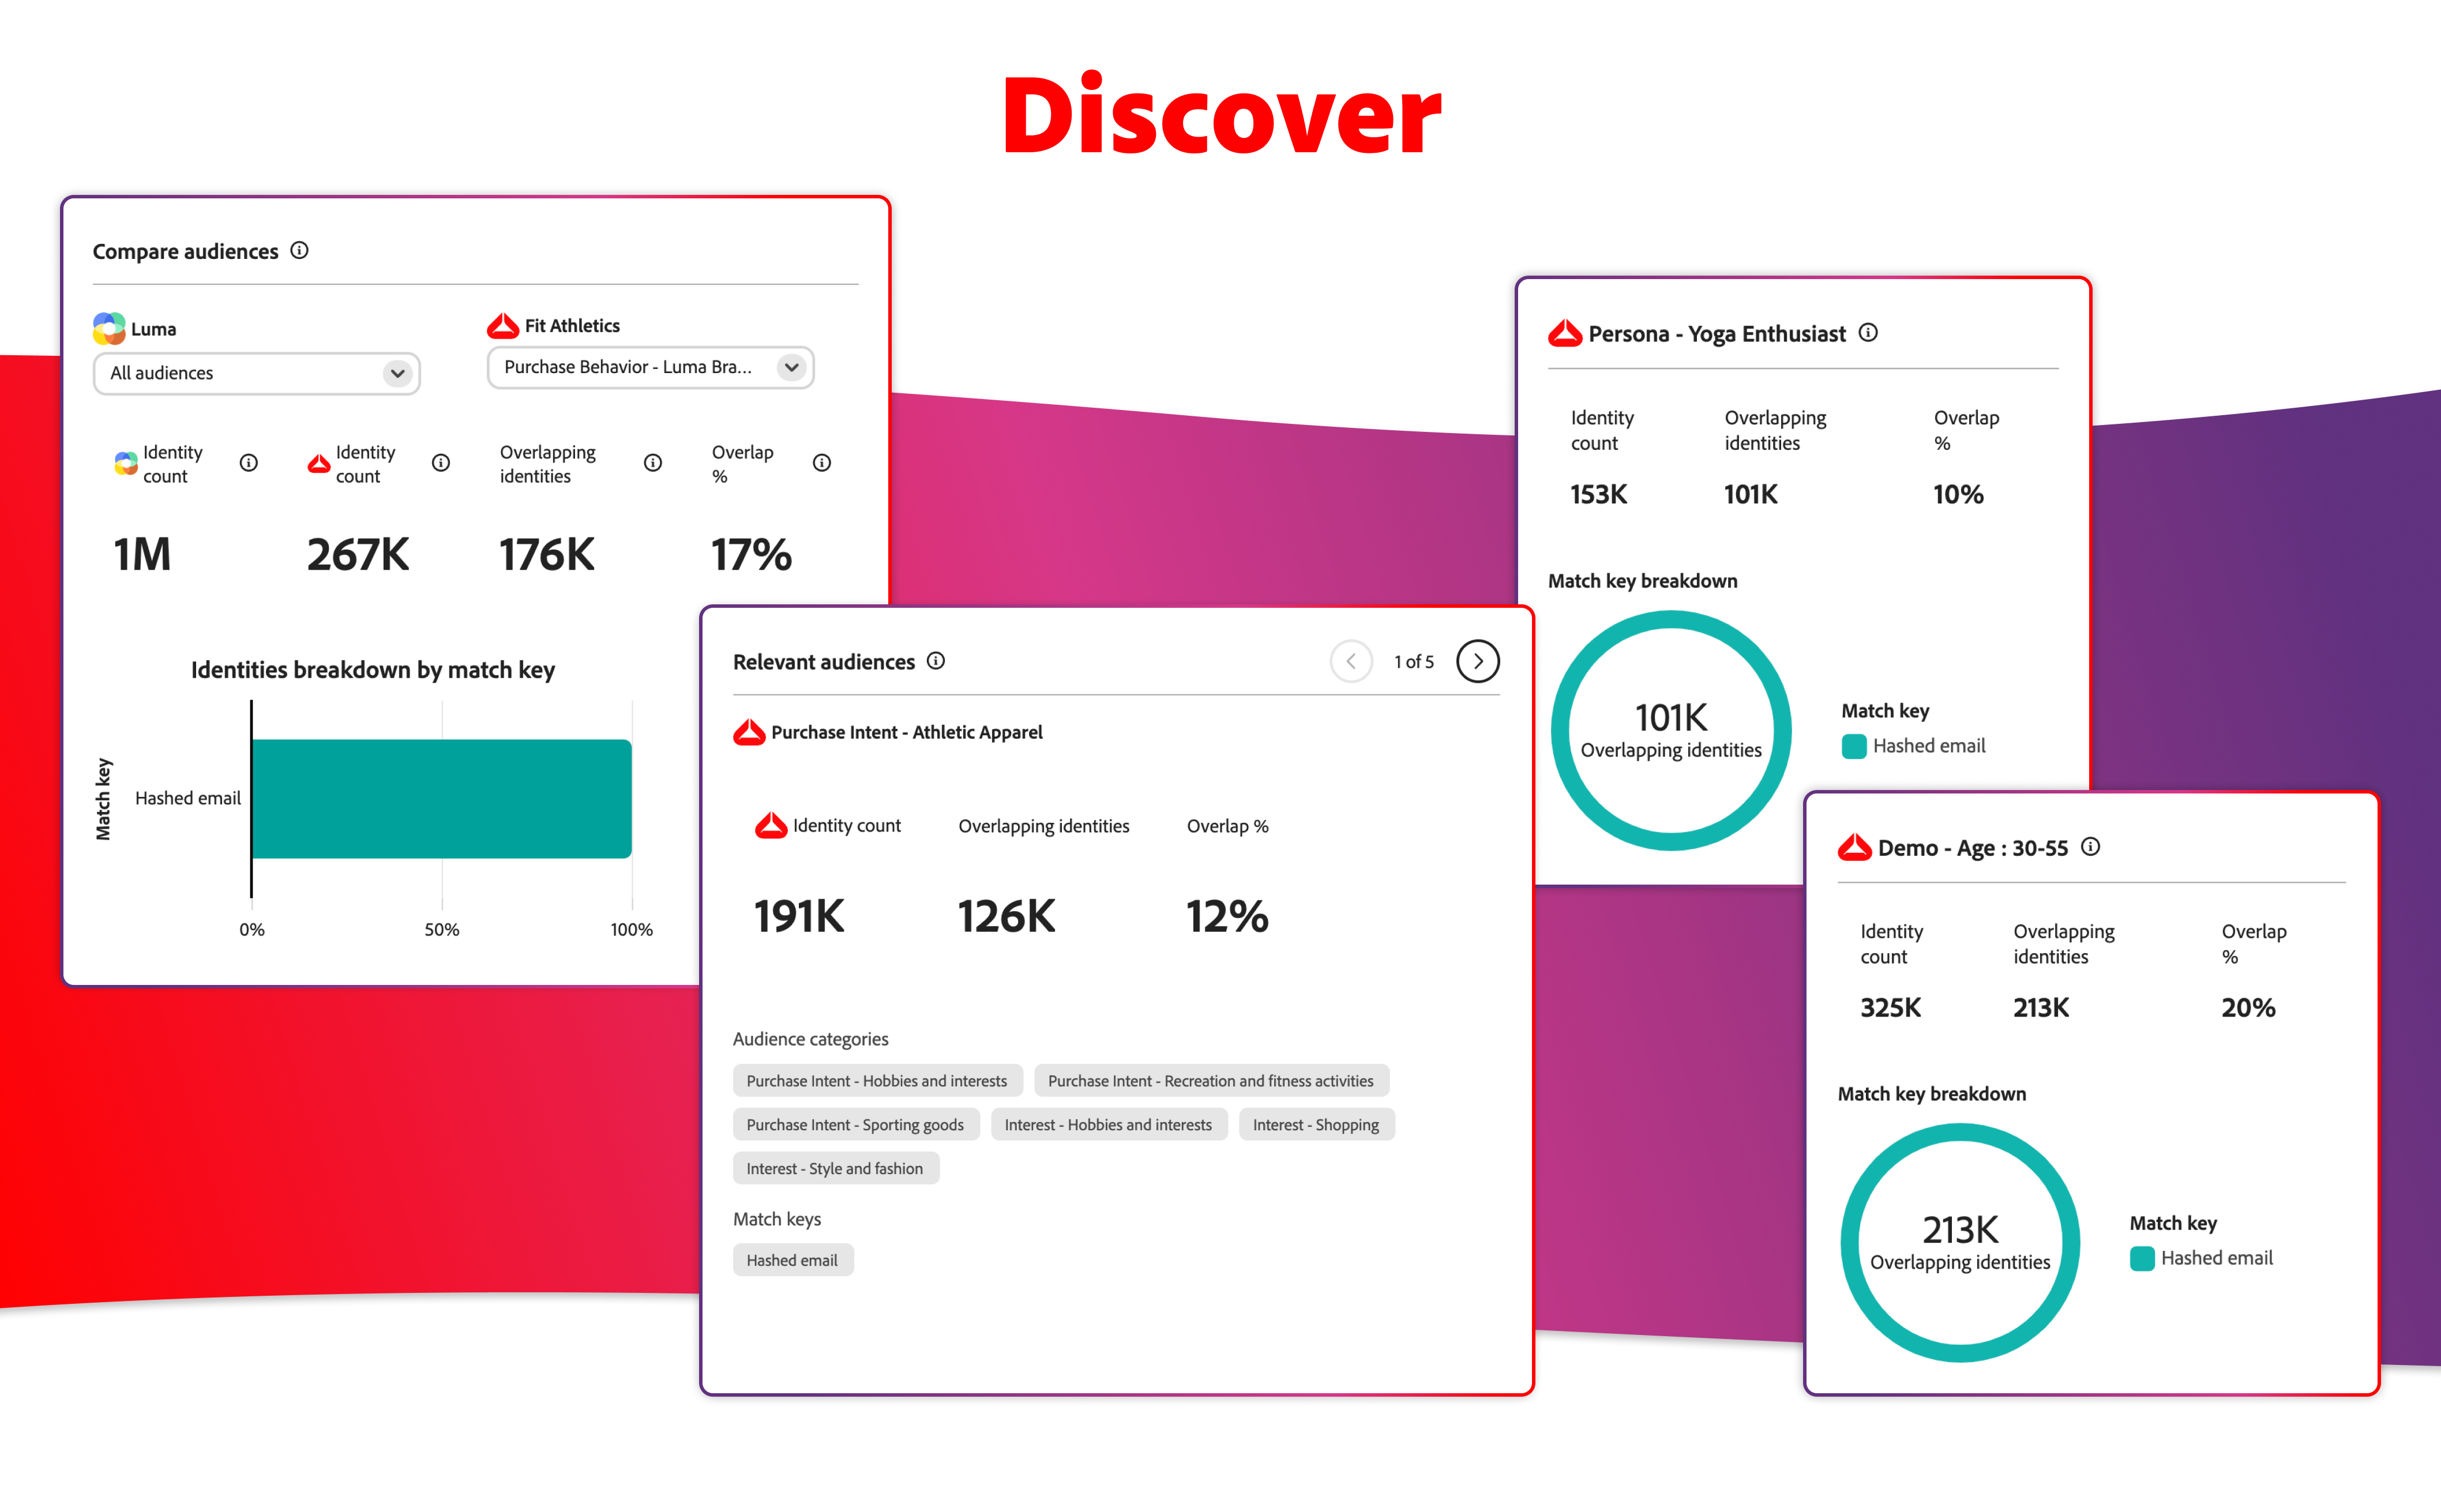 Discover
Compare audiences
Luma
All audiences
Fit Athletics
Purchase Behavior - Luma Bra...
Identity
count
1M
Identity
count
267K
Overlapping
identities
176K
Overlap
%
17%
Identities breakdown by match key
Match key
Hashed email
0%
50%
100%
Relevant audiences
1 of 5
Purchase Intent - Athletic Apparel
Identity count
Overlapping identities
Overlap %
191K
126K
12%
Audience categories
Purchase Intent - Hobbies and interests
Purchase Intent - Recreation and fitness activities
Purchase Intent - Sporting goods
Interest - Hobbies and interests
Interest - Shopping
Interest - Style and fashion
Match keys
Hashed email
Persona - Yoga Enthusiast
Identity
count
153K
Overlapping
identities
101K
Overlap
%
10%
Match key breakdown
101K
Overlapping identities
Match key
Hashed email
Demo - Age : 30-55
Identity
count
325K
Overlapping
identities
213K
Overlap
%
20%
Match key breakdown
213K
Overlapping identities
Match key
Hashed email